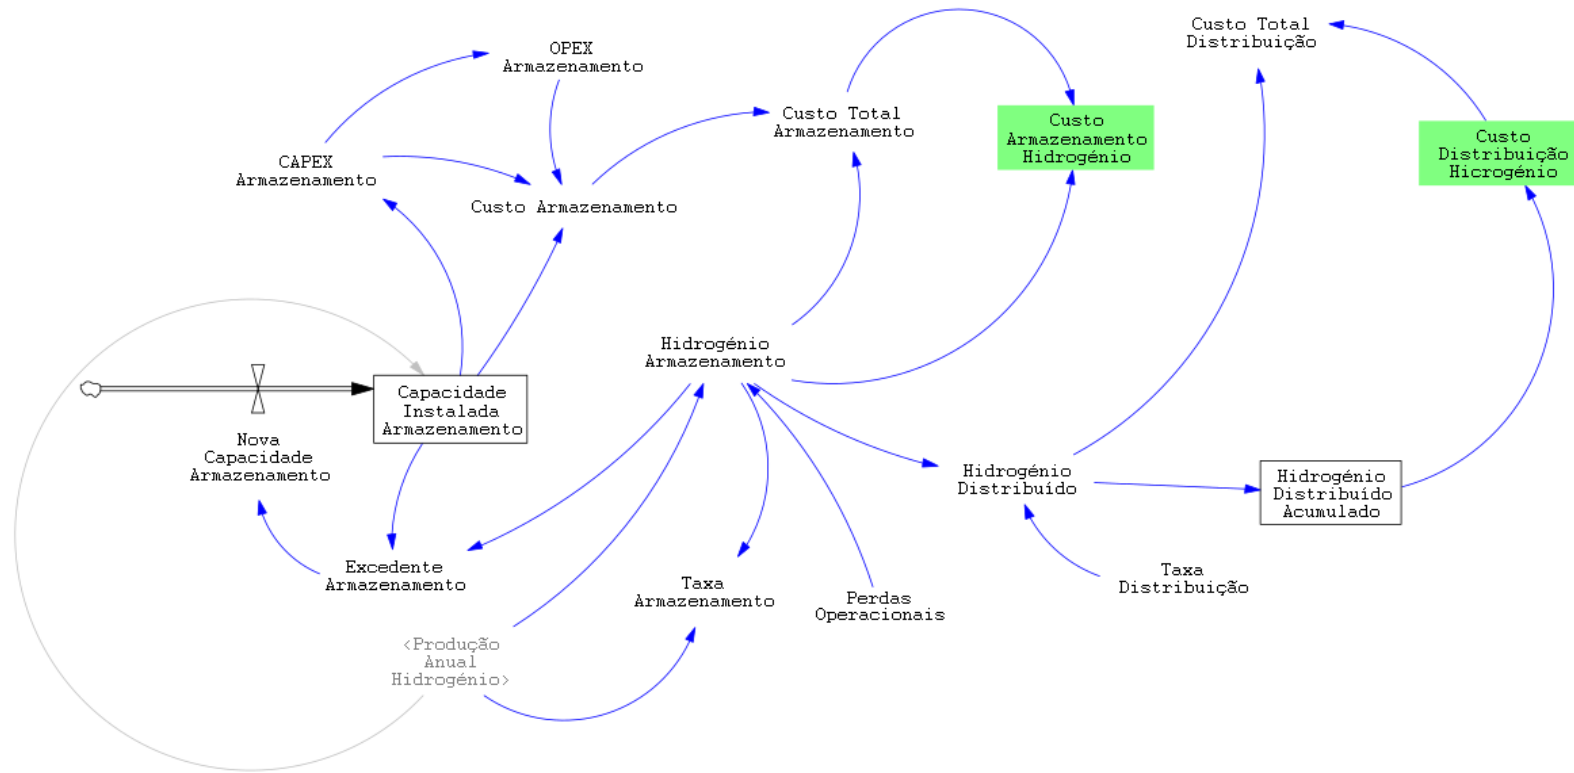 Custo Total
Distribuição
OPEX
Armazenamento
Custo Total
Armazenamento
Custo
Armazenamento
Hidrogénio
Custo
Distribuição
Hicrogénio
CAPEX
Armazenamento
Custo Armazenamento
Hidrogénio
Armazenamento
Capacidade
Instalada
Armazenamento
Nova
Capacidade
Armazenamento
Hidrogénio
Distribuído
Hidrogénio
Distribuído
Acumulado
Excedente
Armazenamento
Taxa
Armazenamento
Perdas
Operacionais
Taxa
Distribuição
<Produção
Anual
Hidrogénio>